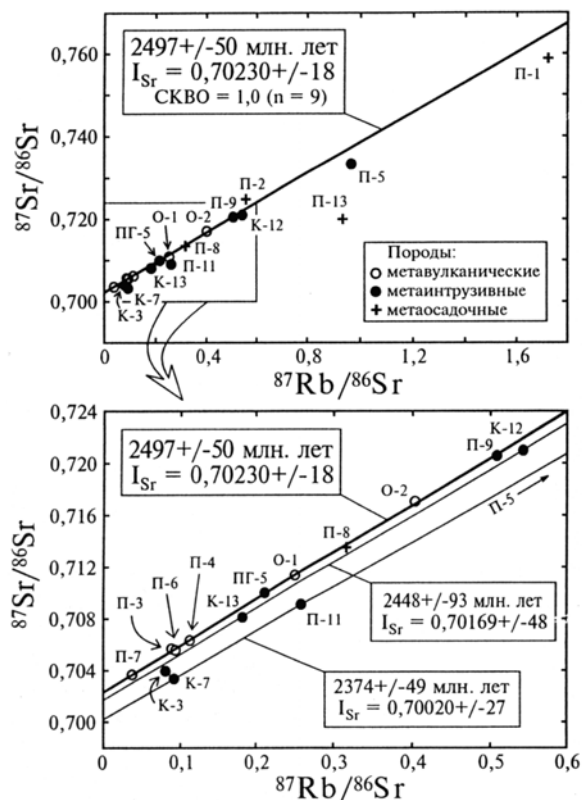 2497+/-50 млн. лет
I Sr = 0,70230+/-18
СКВО = 1,0 (n = 9)
0,760
0,740
0,720
0,700
87Sr/86Sr
П-1
П-2
П-9
П-5
П-13
О-1
О-2
К-12
ПГ-5
П-8
П-11
К-13
К-7
К-3
Породы:
метавулканические
метаинтрузивные
метаосадочные
0
0,4
0,8
1,2
1,6
87Rb/86Sr
0,724
0,720
0,716
0,712
0,708
0,704
0,700
87Sr/86Sr
2497+/-50 млн. лет
I Sr = 0,70230+/-18
К-12
П-9
О-2
П-5
П-8
О-1
П-4
ПГ-5
П-6
К-13
П-3
П-11
2448+/-93 млн. лет
I Sr = 0,70169+/-48
П-7
К-7
К-3
2374+/-49 млн. лет
I Sr = 0,70020+/-27
0
0,1
0,2
0,3
0,4
0,5
0,6
87Rb/86Sr